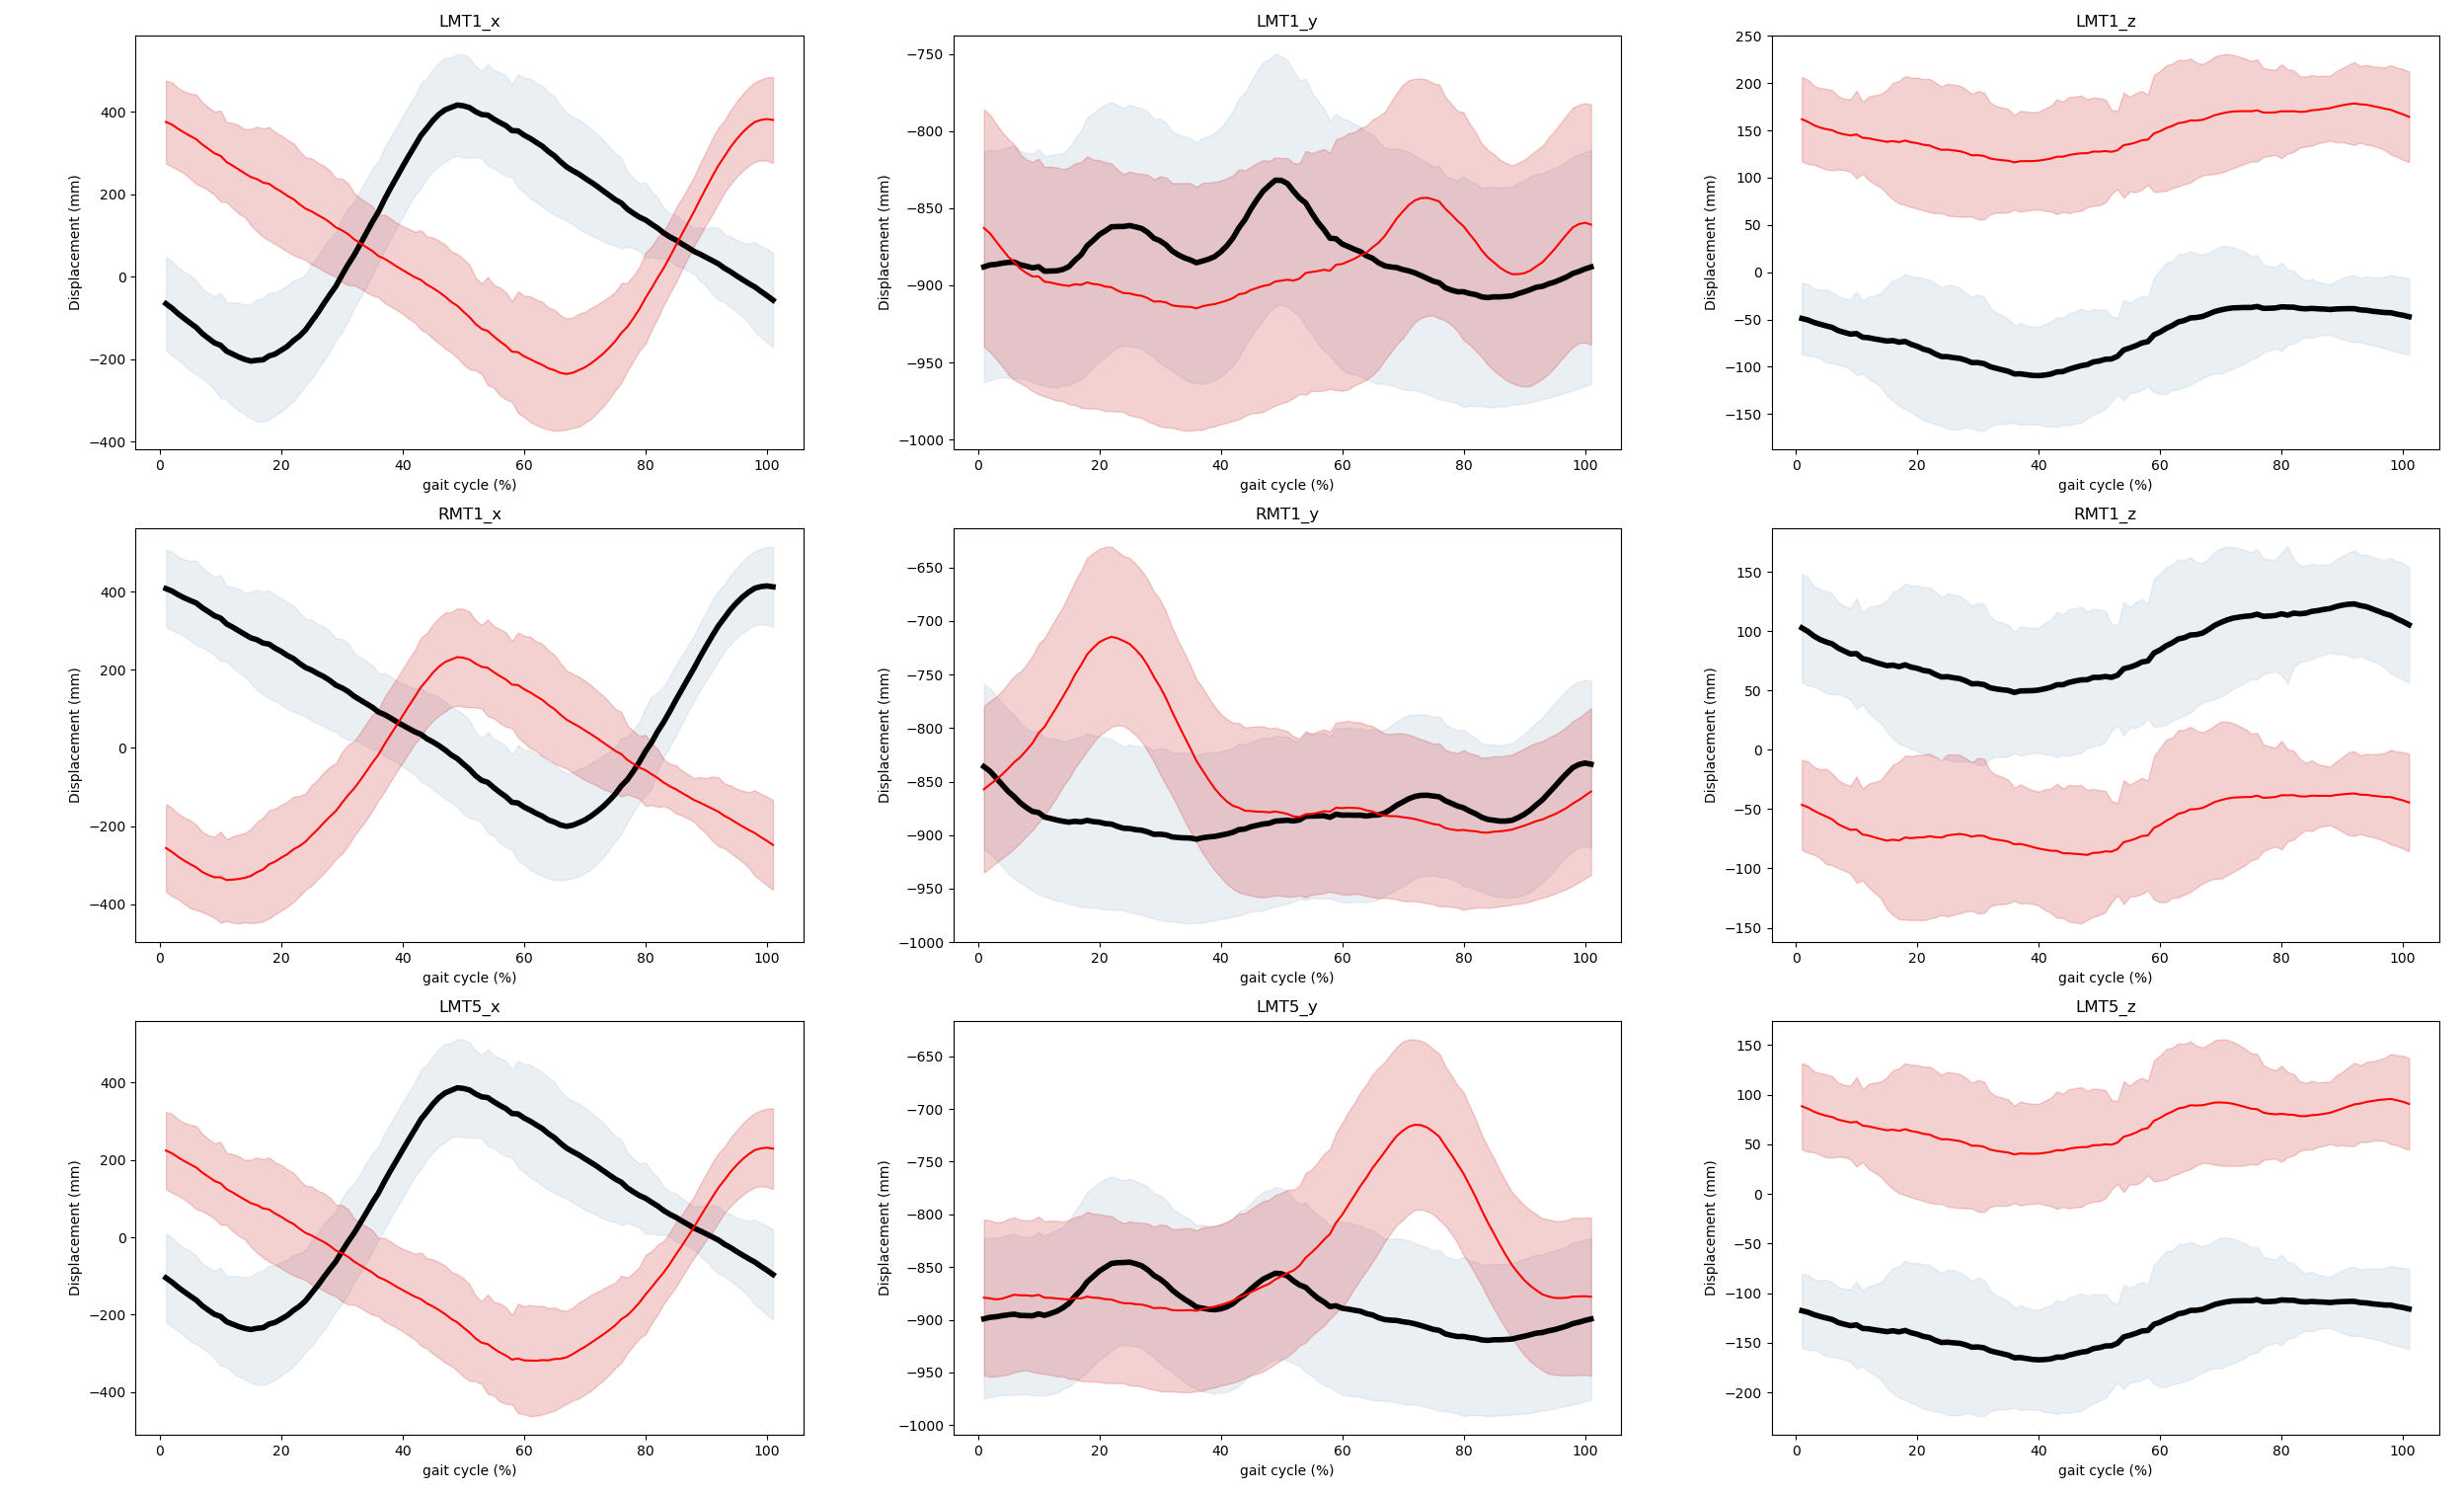 LMT1_x
LMT1_y
LMT1_z
Displacement (mm)
400
200
0
−200
−400
0 20 40 60 80 100
gait cycle (%)
Displacement (mm)
−750
−800
−850
−900
−950
−1000
0 20 40 60 80 100
gait cycle (%)
Displacement (mm)
250
200
150
100
50
0
−50
−100
−150
0 20 40 60 80 100
gait cycle (%)
RMT1_x
RMT1_y
RMT1_z
Displacement (mm)
400
200
0
−200
−400
0 20 40 60 80 100
gait cycle (%)
Displacement (mm)
−650
−700
−750
−800
−850
−900
−950
−1000
0 20 40 60 80 100
gait cycle (%)
Displacement (mm)
150
100
50
0
−50
−100
−150
0 20 40 60 80 100
gait cycle (%)
LMT5_x
LMT5_y
LMT5_z
Displacement (mm)
400
200
0
−200
−400
0 20 40 60 80 100
gait cycle (%)
Displacement (mm)
−650
−700
−750
−800
−850
−900
−950
−1000
0 20 40 60 80 100
gait cycle (%)
Displacement (mm)
150
100
50
0
−50
−100
−150
−200
0 20 40 60 80 100
gait cycle (%)